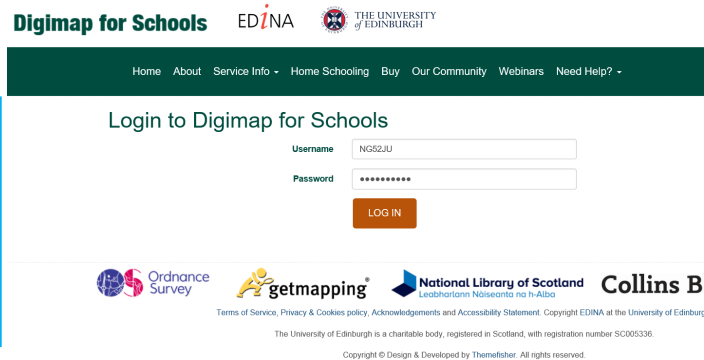 Digimap for Schools EDINA THE UNIVERSITY
of EDINBURGH
Home About Service Info Home Schooling Buy Our Community Webinars Need Help?
Login to Digimap for Schools
Username NG52JU
Password ●●●●●●●●●●
LOG IN
Ordnance
Survey
getmapping®
National Library of Scotland
Leabharlann Nàiseanta na h-Alba
Collins B
Terms of Service, Privacy & Cookies policy, Acknowledgements and Accessibility Statement. Copyright EDINA at the University of Edinburg
The University of Edinburgh is a charitable body, registered in Scotland, with registration number SC005336.
Copyright © Design & Developed by Themefisher. All rights reserved.